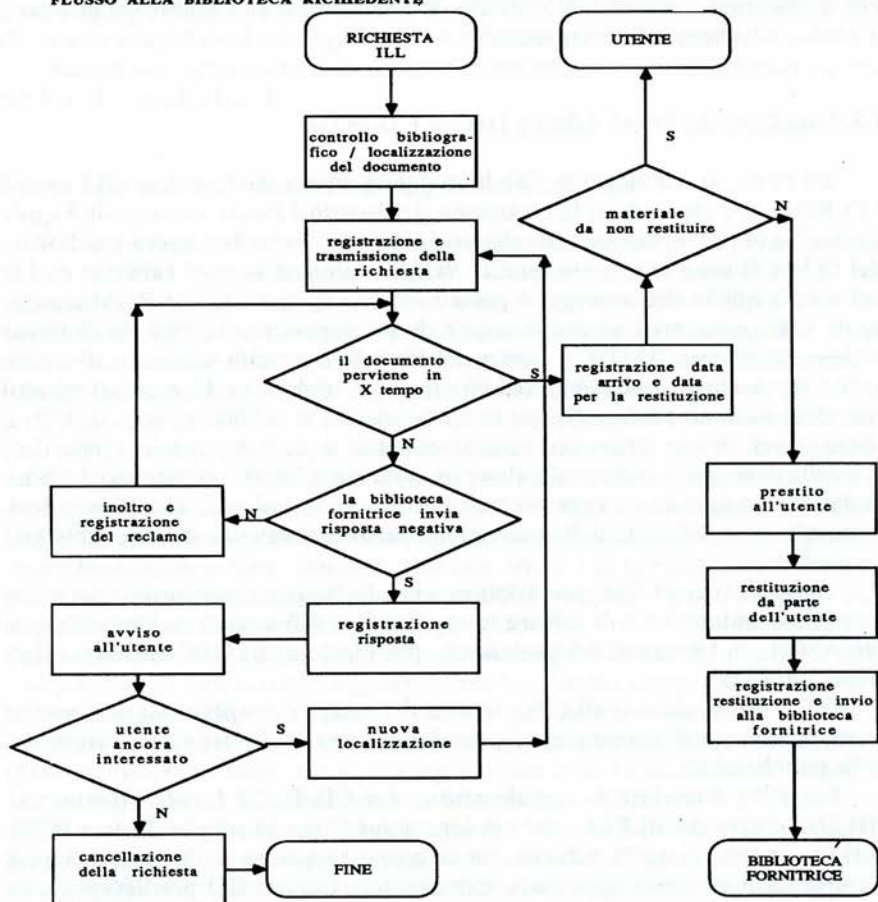 FLUSSO ALLA BIBLIOTECA RICHIEDENTE
RICHIESTA
ILL
UTENTE
controllo bibliogra-
fico / localizzazione
del documento
S
materiale
da non restituire
N
registrazione e
trasmissione della
richiesta
il documento
perviene in
X tempo
S
registrazione data
arrivo e data
per la restituzione
N
inoltro
registrazione
del reclamo
N
la biblioteca
fornitrice invia
risposta negativa
prestito
all'utente
S
avviso
all'utente
registrazione
risposta
restituzione
da parte
dell'utente
utente
ancora
interessato
S
nuova
localizzazione
registrazione
restituzione e invio
alla biblioteca
fornitrice
N
cancellazione
della richiesta
FINE
BIBLIOTECA
FORNITRICE